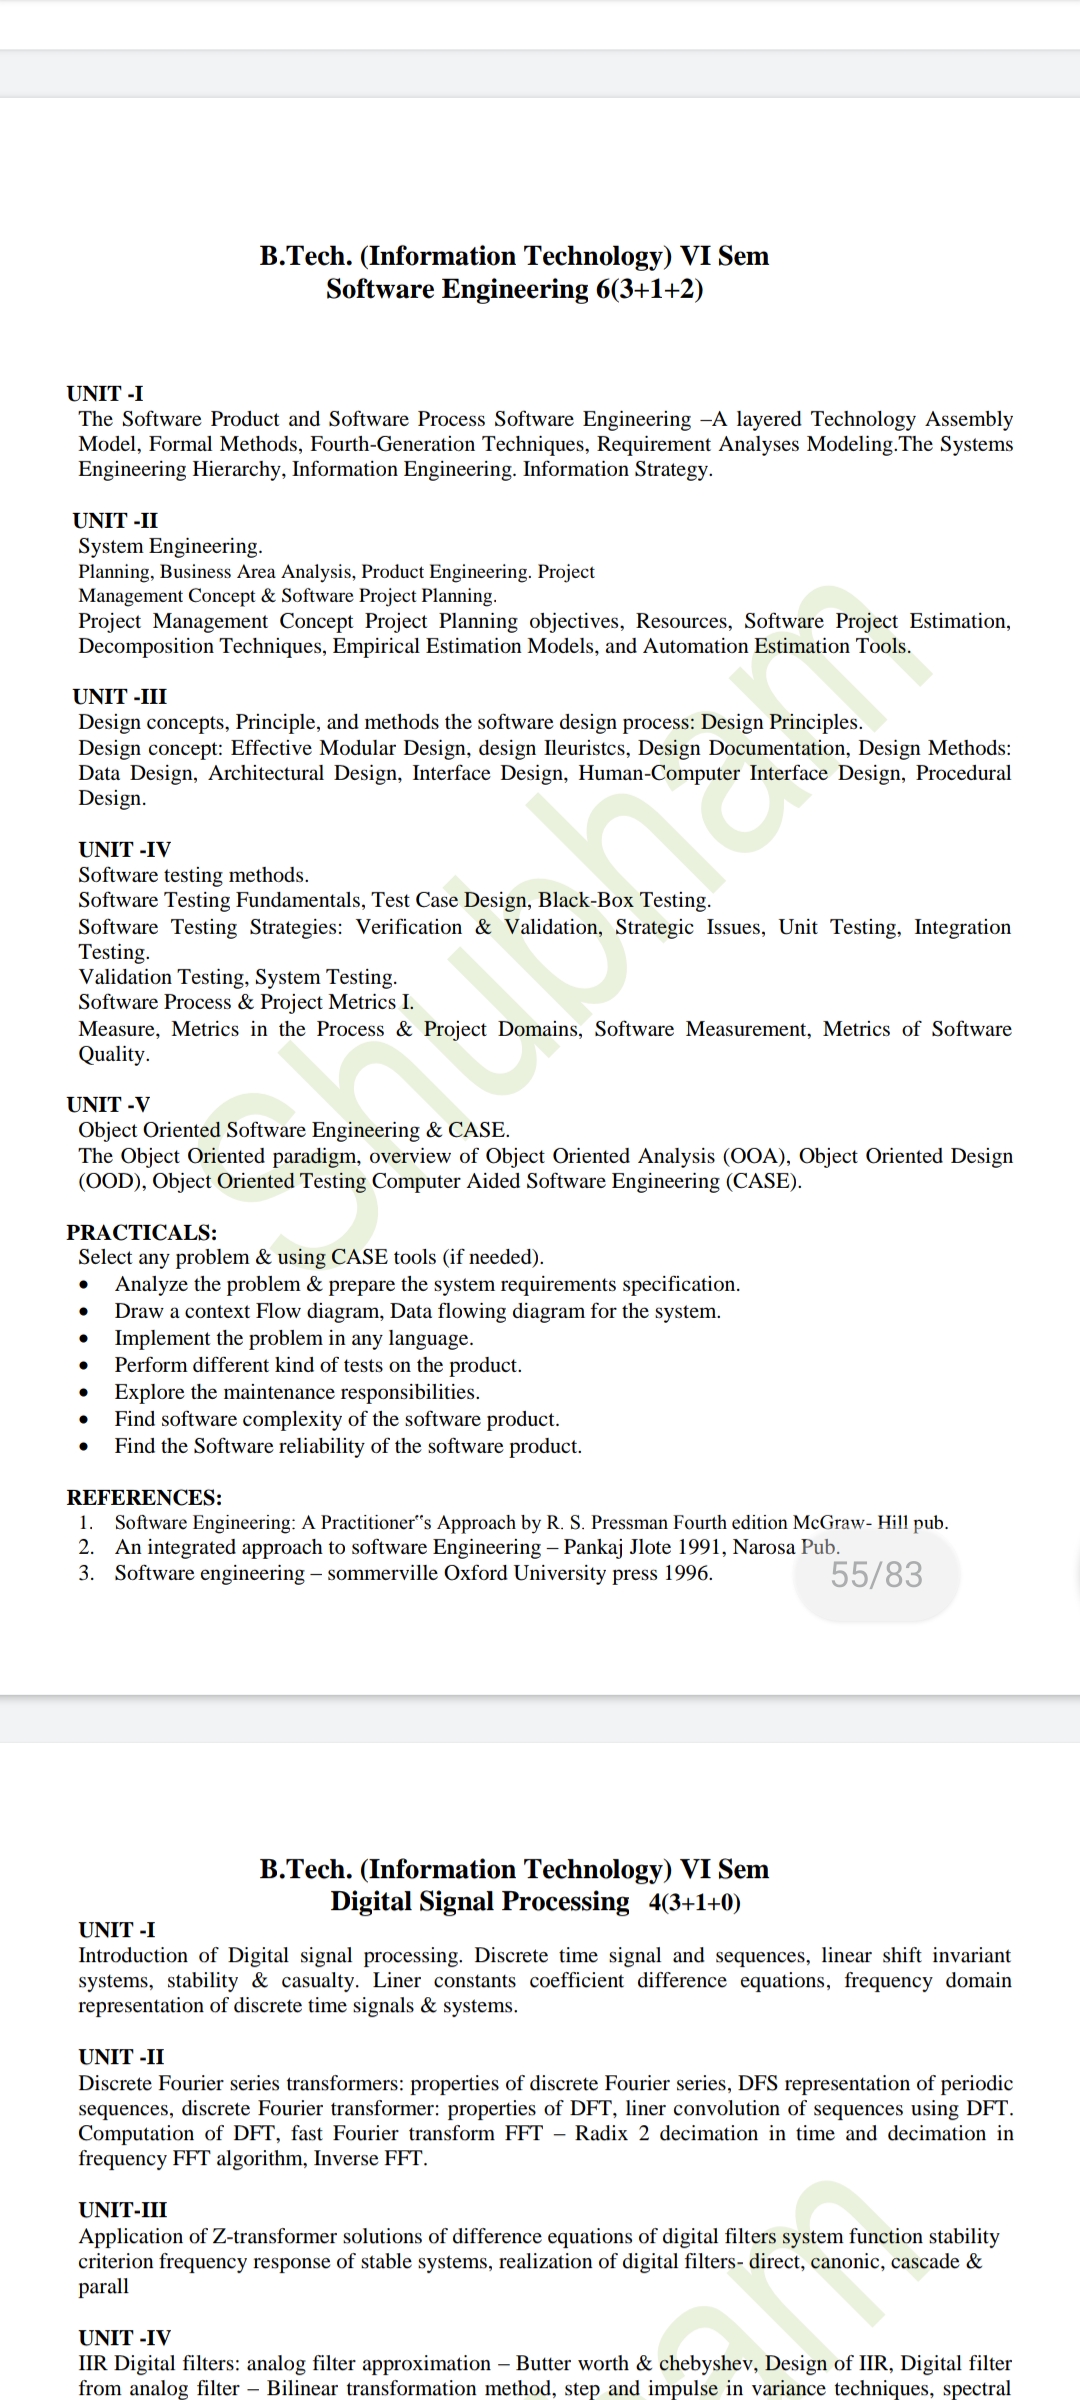 B.Tech. (Information Technology) VI Sem
Software Engineering 6(3+1+2)
UNIT -I
The Software Product and Software Process Software Engineering –A layered Technology Assembly
Model, Formal Methods, Fourth-Generation Techniques, Requirement Analyses Modeling.The Systems
Engineering Hierarchy, Information Engineering. Information Strategy.
UNIT -II
System Engineering.
Planning, Business Area Analysis, Product Engineering. Project
Management Concept & Software Project Planning.
Project Management Concept Project Planning objectives, Resources, Software Project Estimation,
Decomposition Techniques, Empirical Estimation Models, and Automation Estimation Tools.
UNIT -III
Design concepts, Principle, and methods the software design process: Design Principles.
Design concept: Effective Modular Design, design Ileuristcs, Design Documentation, Design Methods:
Data Design, Architectural Design, Interface Design, Human-Computer Interface Design, Procedural
Design.
UNIT -IV
Software testing methods.
Software Testing Fundamentals, Test Case Design, Black-Box Testing.
Software Testing Strategies: Verification & Validation, Strategic Issues, Unit Testing, Integration
Testing.
Validation Testing, System Testing.
Software Process & Project Metrics I.
Measure, Metrics in the Process & Project Domains, Software Measurement, Metrics of Software
Quality.
UNIT -V
Object Oriented Software Engineering & CASE.
The Object Oriented paradigm, overview of Object Oriented Analysis (OOA), Object Oriented Design
(OOD), Object Oriented Testing Computer Aided Software Engineering (CASE).
Shubham
PRACTICALS:
Select any problem & using CASE tools (if needed).
• Analyze the problem & prepare the system requirements specification.
• Draw a context Flow diagram, Data flowing diagram for the system.
• Implement the problem in any language.
• Perform different kind of tests on the product.
• Explore the maintenance responsibilities.
• Find software complexity of the software product.
• Find the Software reliability of the software product.
REFERENCES:
1. Software Engineering: A Practitioner‟s Approach by R. S. Pressman Fourth edition McGraw- Hill pub.
2. An integrated approach to software Engineering – Pankaj Jlote 1991, Narosa Pub.
3. Software engineering – sommerville Oxford University press 1996.
55/83
B.Tech. (Information Technology) VI Sem
Digital Signal Processing 4(3+1+0)
UNIT -I
Introduction of Digital signal processing. Discrete time signal and sequences, linear shift invariant
systems, stability & casualty. Liner constants coefficient difference equations, frequency domain
representation of discrete time signals & systems.
UNIT -II
Discrete Fourier series transformers: properties of discrete Fourier series, DFS representation of periodic
sequences, discrete Fourier transformer: properties of DFT, liner convolution of sequences using DFT.
Computation of DFT, fast Fourier transform FFT – Radix 2 decimation in time and decimation in
frequency FFT algorithm, Inverse FFT.
UNIT-III
Application of Z-transformer solutions of difference equations of digital filters system function stability
criterion frequency response of stable systems, realization of digital filters- direct, canonic, cascade &
parall
UNIT -IV
IIR Digital filters: analog filter approximation – Butter worth & chebyshev, Design of IIR, Digital filter
from analog filter – Bilinear transformation method, step and impulse in variance techniques, spectral
am